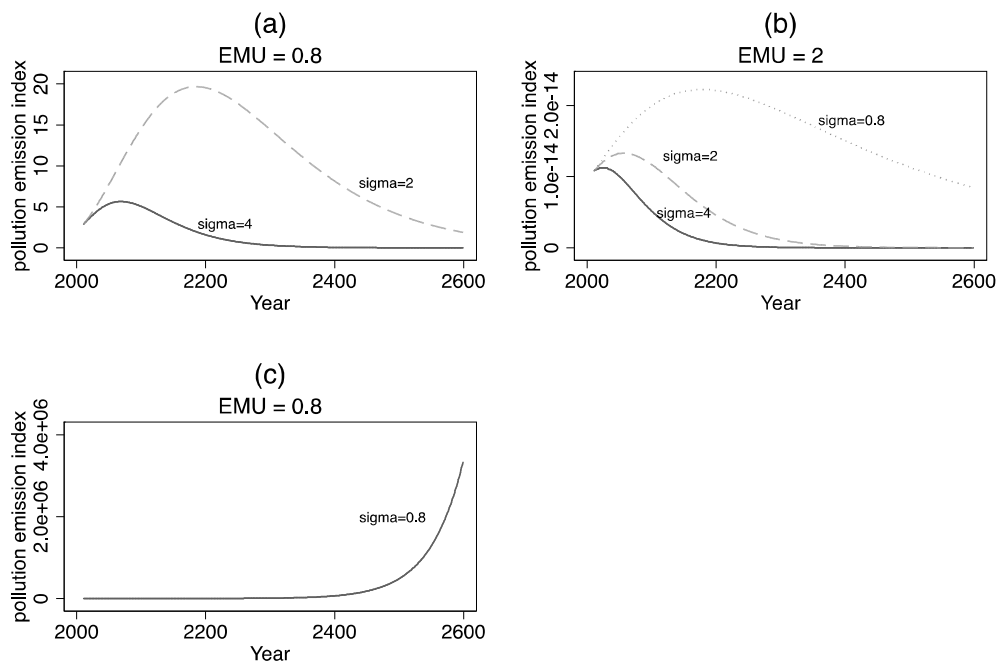 (a)
EMU = 0.8
pollution emission index
20
15
10
5
0
sigma=2
sigma=4
2000 2200 2400 2600
Year
(b)
EMU = 2
pollution emission index
2.0e-14
1.0e-14
0
sigma=0.8
sigma=2
sigma=4
2000 2200 2400 2600
Year
(c)
EMU = 0.8
pollution emission index
4.0e+06
2.0e+06
0
sigma=0.8
2000 2200 2400 2600
Year